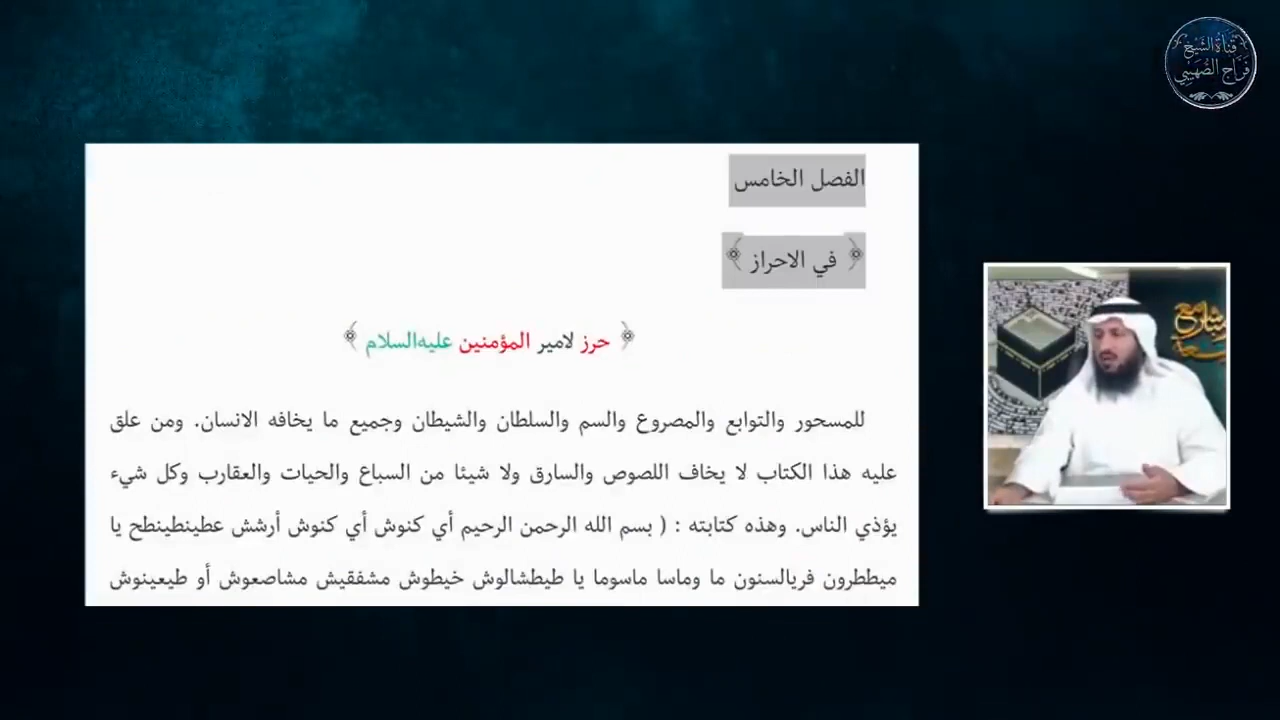 قناة الشيخ
فراج الصهيبي
الفصل الخامس
﴿ في الاحراز ﴾
﴿ حرز لامير المؤمنين عليه‌السلام ﴾
للمسحور والتوابع والمصروع والسم والسلطان والشيطان وجميع ما يخافه الانسان. ومن علق
عليه هذا الكتاب لا يخاف اللصوص والسارق ولا شيئا من السباع والحيات والعقارب وكل شيء
يؤذي الناس. وهذه كتابته : ( بسم الله الرحمن الرحيم أي كنوش أي كنوش أرشش عطينطينطح يا
ميططرون فريالسنون ما وماسا ماسوما يا طيطشالوش خيطوش مشفقيش مشاصعوش أو طيعينوش